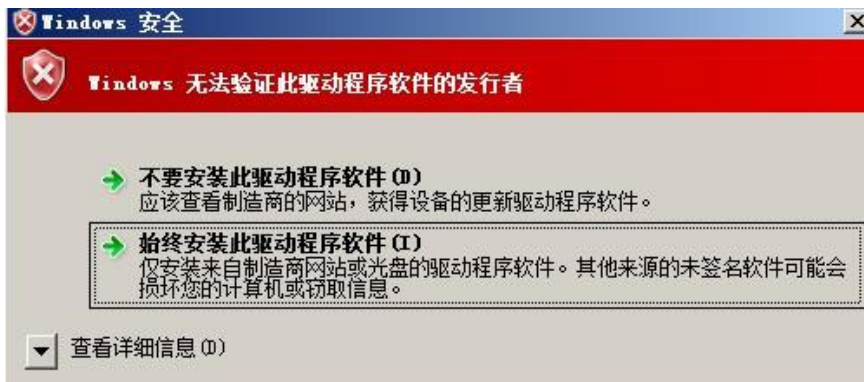 Windows 安全
Windows 无法验证此驱动程序软件的发行者
不要安装此驱动程序软件(D)
应该查看制造商的网站，获得设备的更新驱动程序软件。
始终安装此驱动程序软件(I)
仅安装来自制造商网站或光盘的驱动程序软件。其他来源的未签名软件可能会
损坏您的计算机或窃取信息。
查看详细信息(D)